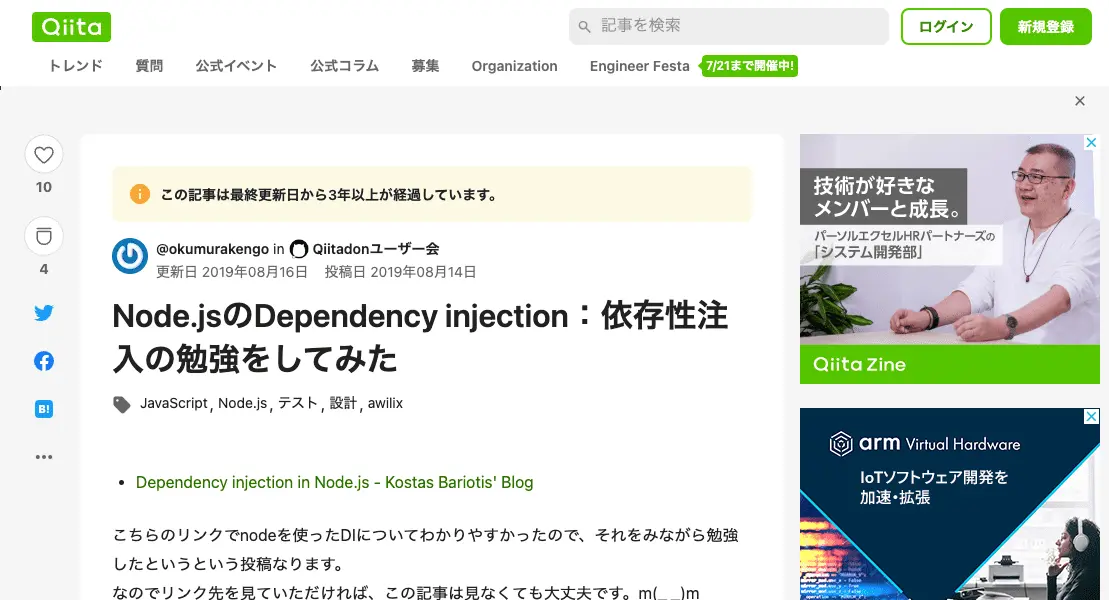 Qiita
記事を検索
ログイン
新規登録
トレンド
質問
公式イベント
公式コラム
募集
Organization
Engineer Festa
7/21まで開催中!
10
4
B!
この記事は最終更新日から3年以上が経過しています。
@okumurakengo in Qiitadonユーザー会
更新日 2019年08月16日 投稿日 2019年08月14日
Node.jsのDependency injection：依存性注
入の勉強をしてみた
JavaScript, Node.js, テスト, 設計, awilix
Dependency injection in Node.js - Kostas Bariotis' Blog
こちらのリンクでnodeを使ったDIについてわかりやすかったので、それをみながら勉強
したというという投稿なります。
なのでリンク先を見ていただければ、この記事は見なくても大丈夫です。m(_ _)m
技術が好きな
メンバーと成長。
パーソルエクセルHRパートナーズの
「システム開発部」
Qiita Zine
arm Virtual Hardware
IoTソフトウェア開発を
加速・拡張